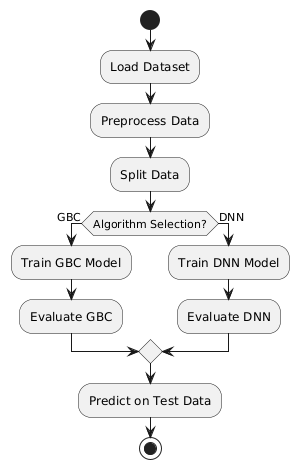 Load Dataset
Preprocess Data
Split Data
GBC
Algorithm Selection?
DNN
Train GBC Model
Train DNN Model
Evaluate GBC
Evaluate DNN
Predict on Test Data